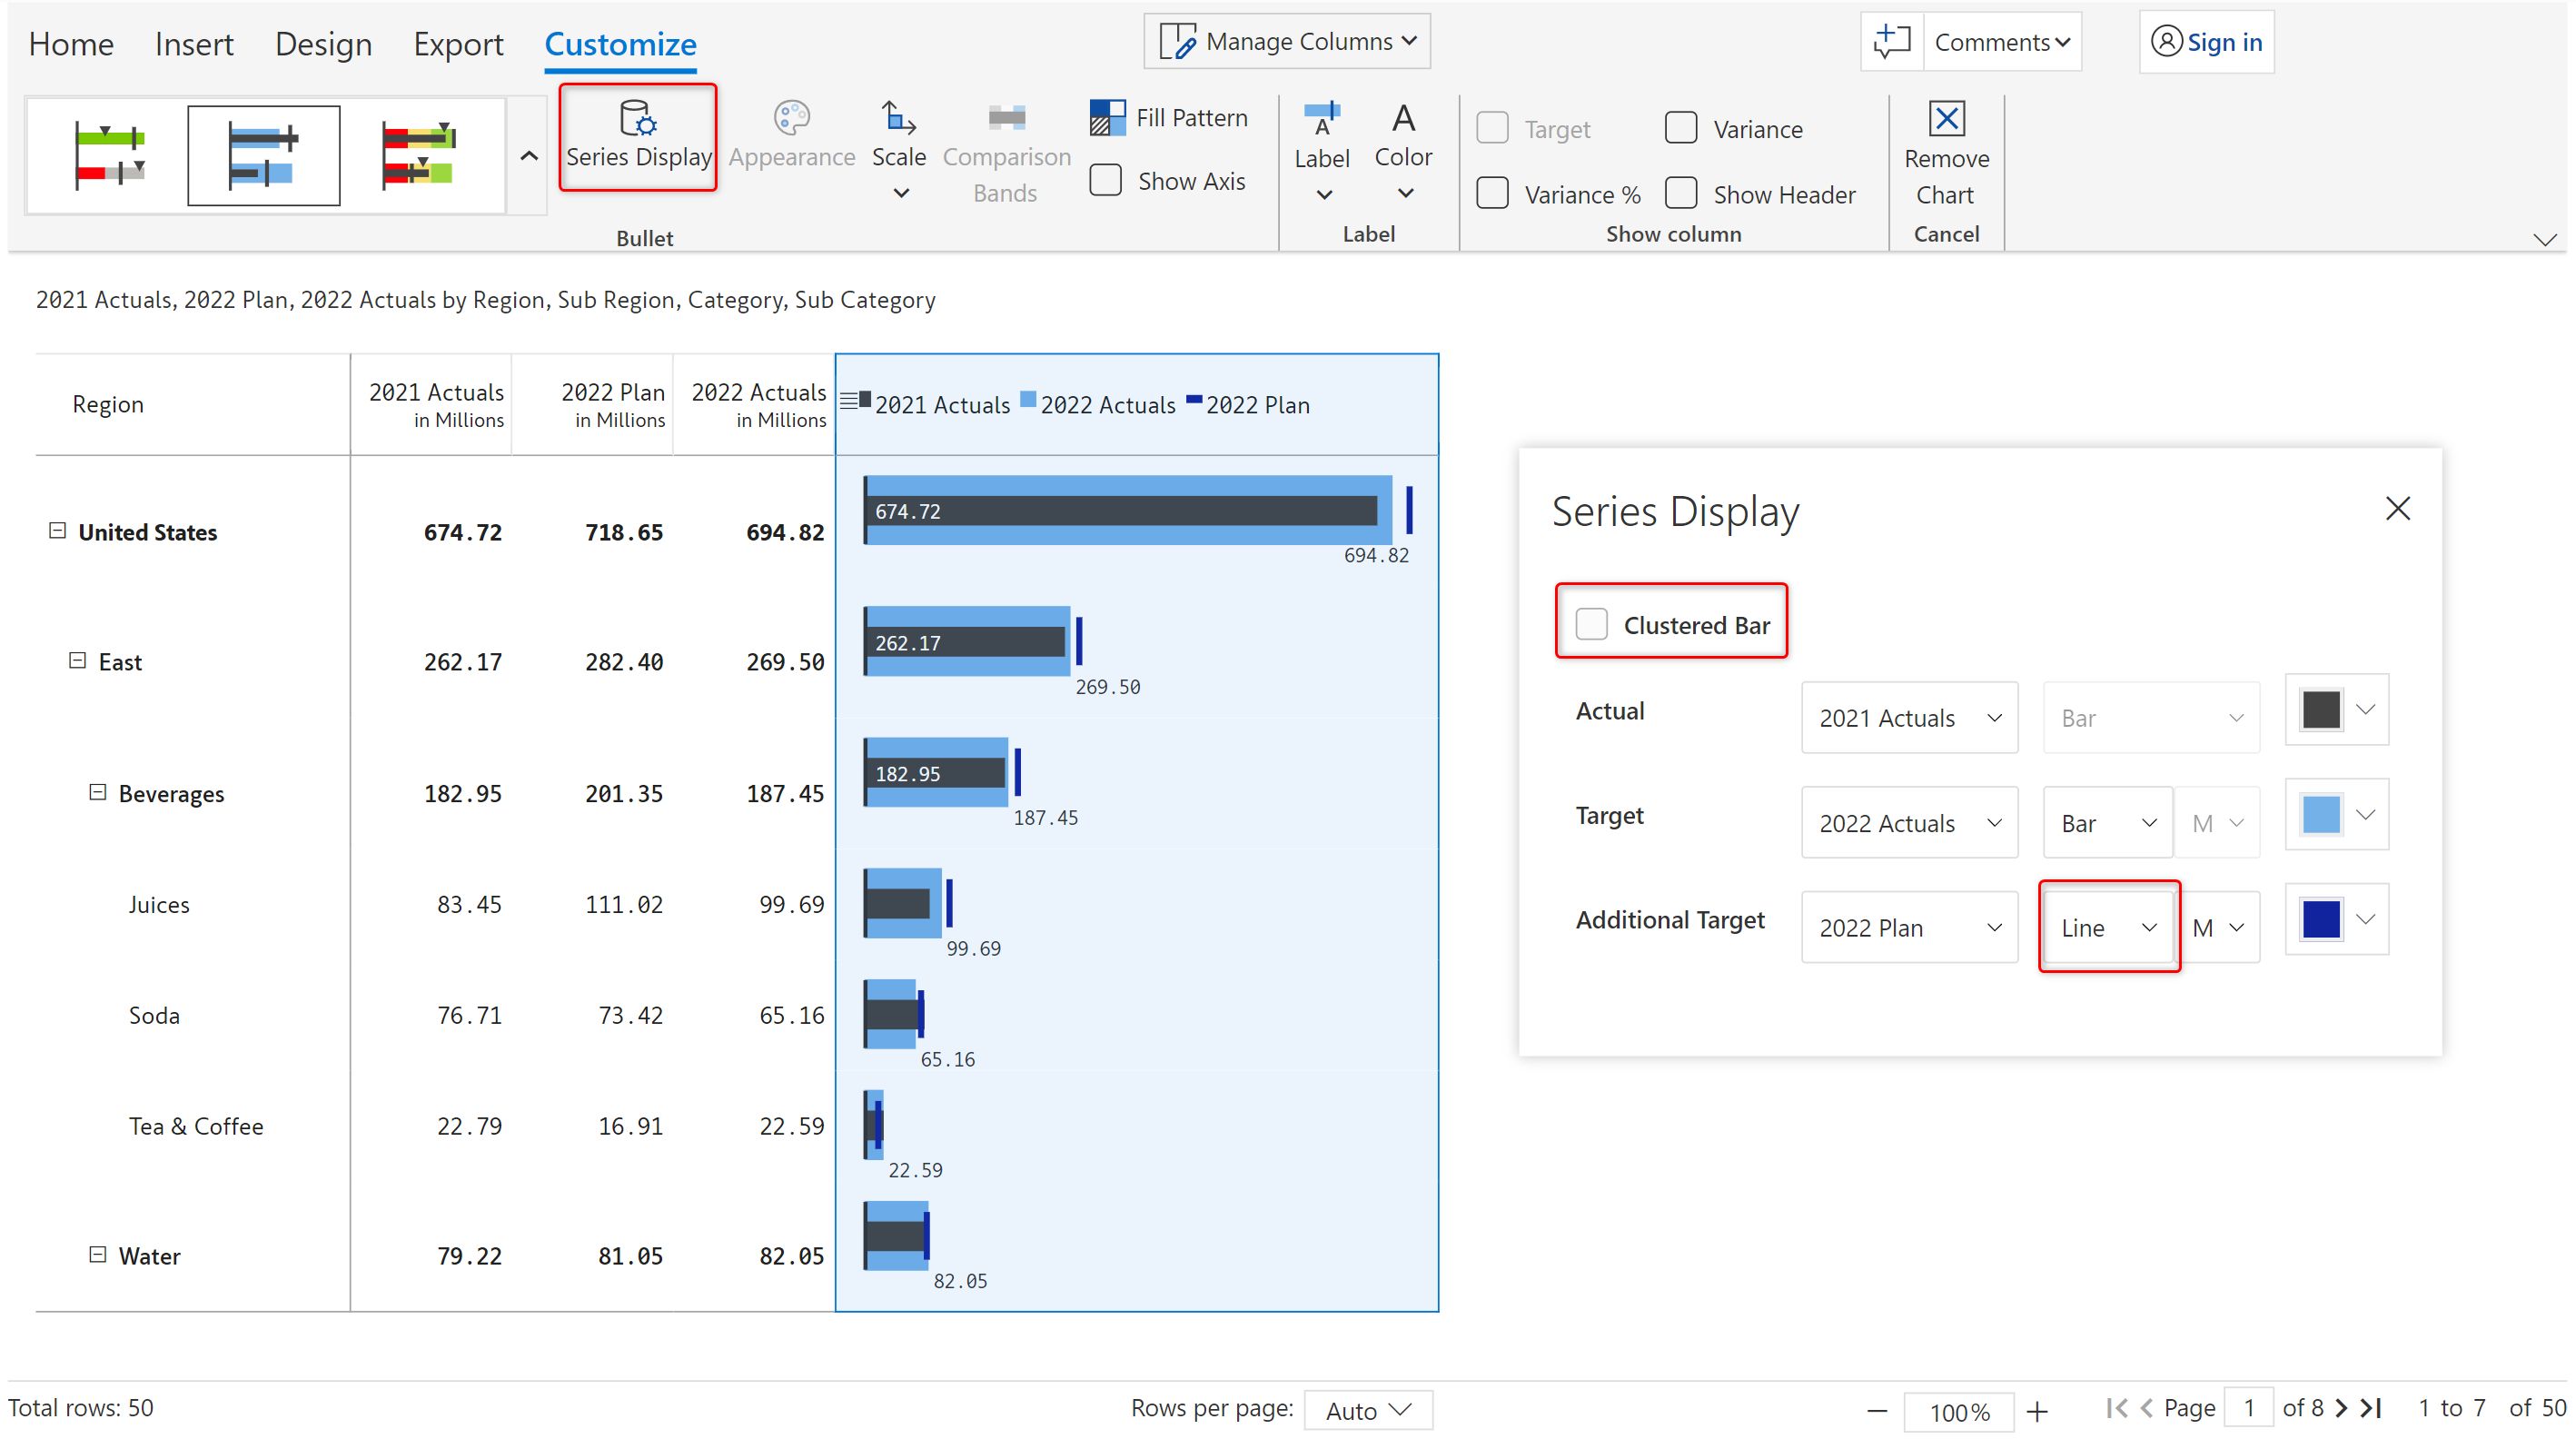 Home Insert Design Export Customize Manage Columns Comments Sign in
Series Display Appearance Scale Comparison Bands Fill Pattern Show Axis
Bullet
Label Color
Label
Target Variance
Variance % Show Header
Show column
Remove Chart
Cancel
2021 Actuals, 2022 Plan, 2022 Actuals by Region, Sub Region, Category, Sub Category
Region 2021 Actuals in Millions 2022 Plan in Millions 2022 Actuals in Millions 2021 Actuals 2022 Actuals 2022 Plan
United States 674.72 718.65 694.82 674.72
694.82
East 262.17 282.40 269.50 262.17
269.50
Beverages 182.95 201.35 187.45 182.95
187.45
Juices 83.45 111.02 99.69
99.69
Soda 76.71 73.42 65.16
65.16
Tea & Coffee 22.79 16.91 22.59
22.59
Water 79.22 81.05 82.05
82.05
Series Display
Clustered Bar
Actual 2021 Actuals Bar
Target 2022 Actuals Bar M
Additional Target 2022 Plan Line M
Total rows: 50 Rows per page: Auto 100% Page 1 of 8 1 to 7 of 50